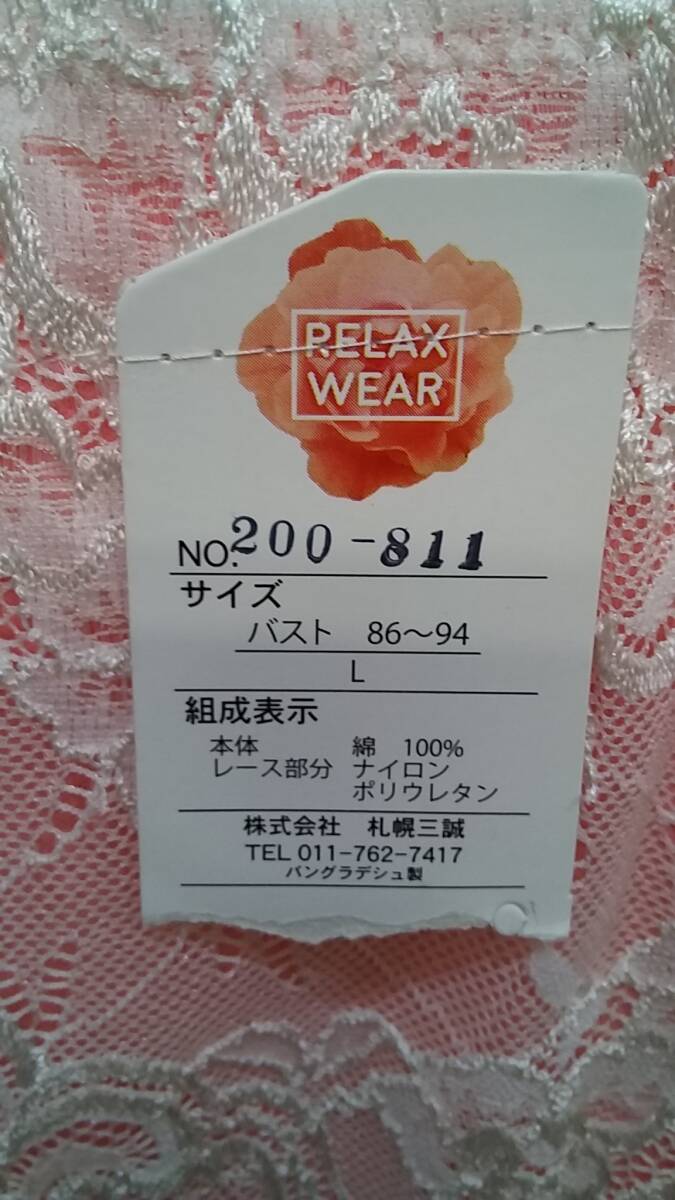 RELAX
WEAR
NO.200-811
サイズ
バスト 86〜94
L
組成表示
本体 綿 100%
レース部分 ナイロン
ポリウレタン
株式会社 札幌三誠
TEL 011-762-7417
バングラデシュ製